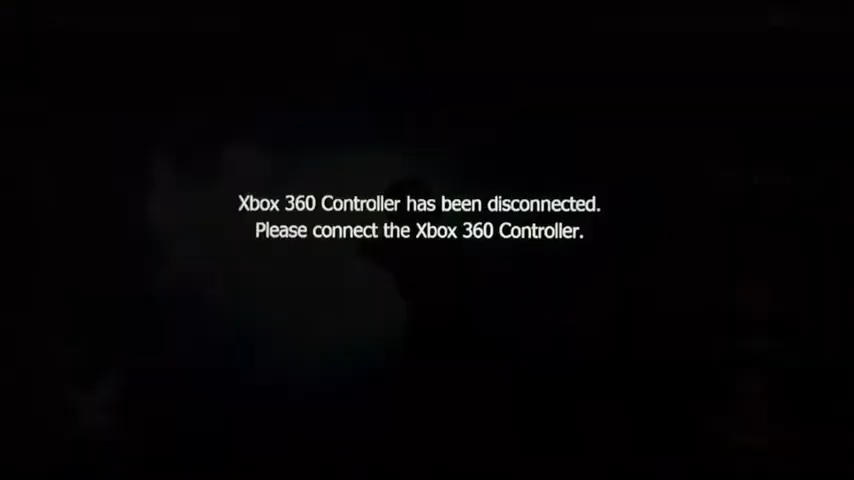 Xbox 360 Controller has been disconnected.
Please connect the Xbox 360 Controller.